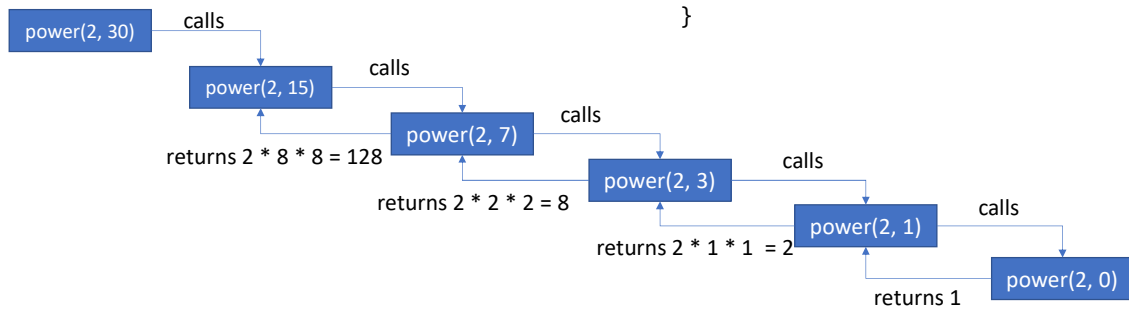 }
power(2, 30)
calls
power(2, 15)
calls
power(2, 7)
calls
returns 2 * 8 * 8 = 128
power(2, 3)
calls
returns 2 * 2 * 2 = 8
power(2, 1)
calls
returns 2 * 1 * 1 = 2
power(2, 0)
returns 1